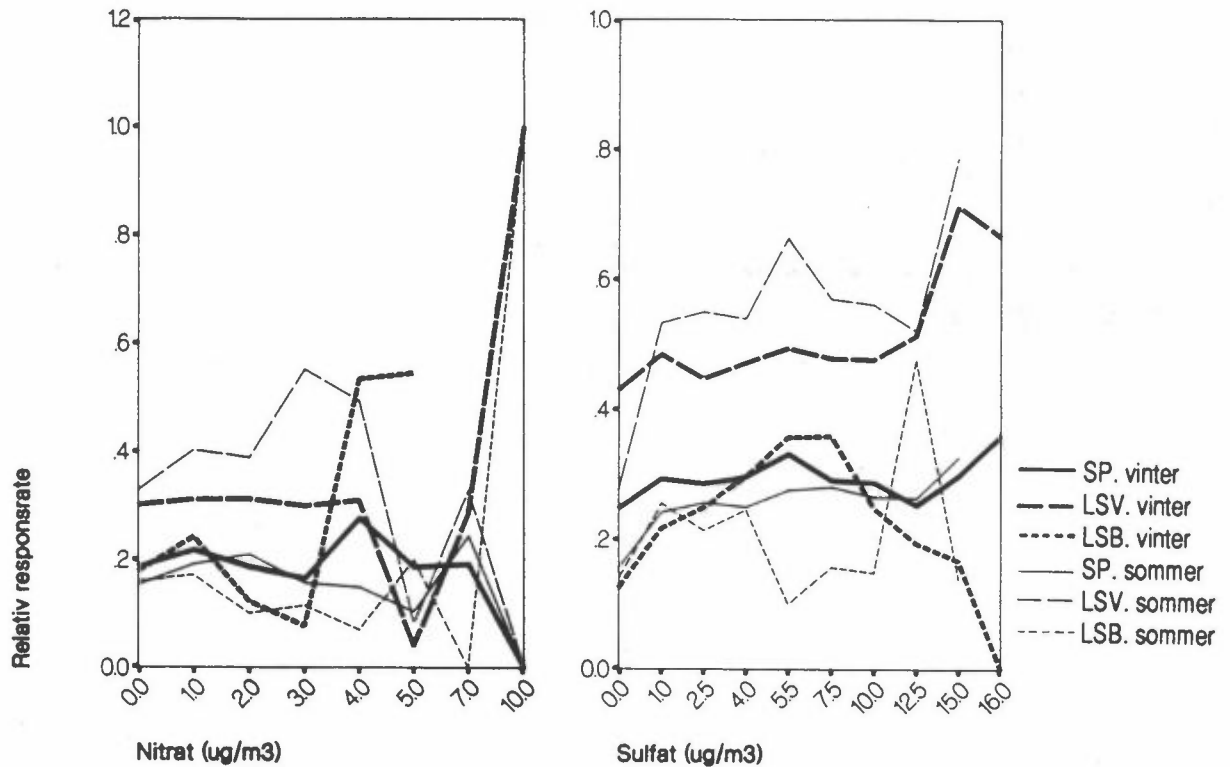 Relativ responsrate
1.2
1.0
.8
.6
.4
.2
0.0
0.0 1.0 2.0 3.0 4.0 5.0 7.0 10.0
Nitrat (ug/m3)
1.0
.8
.6
.4
.2
0.0
0.0 1.0 2.5 4.0 5.5 7.5 10.0 12.5 15.0 16.0
Sulfat (ug/m3)
SP. vinter
LSV. vinter
LSB. vinter
SP. sommer
LSV. sommer
LSB. sommer